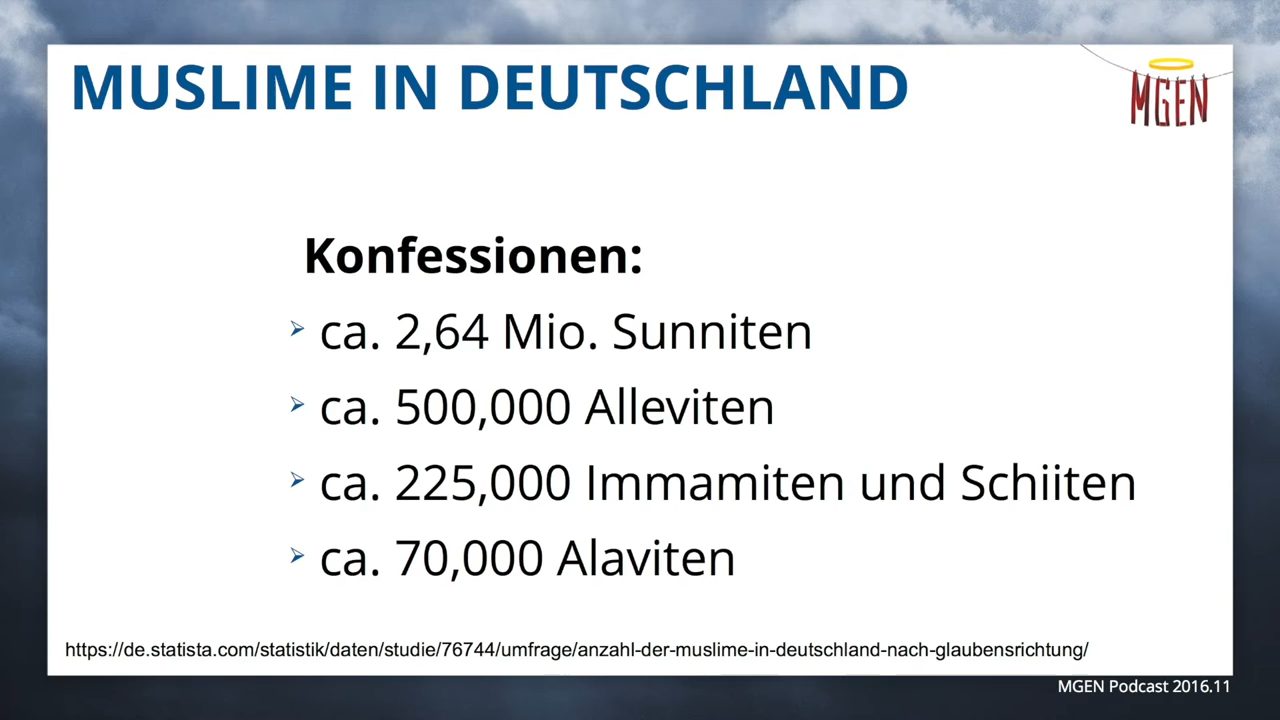 MUSLIME IN DEUTSCHLAND
MGEN
Konfessionen:
ca. 2,64 Mio. Sunniten
ca. 500,000 Alleviten
ca. 225,000 Immamiten und Schiiten
ca. 70,000 Alaviten
https://de.statista.com/statistik/daten/studie/76744/umfrage/anzahl-der-muslime-in-deutschland-nach-glaubensrichtung/
MGEN Podcast 2016.11